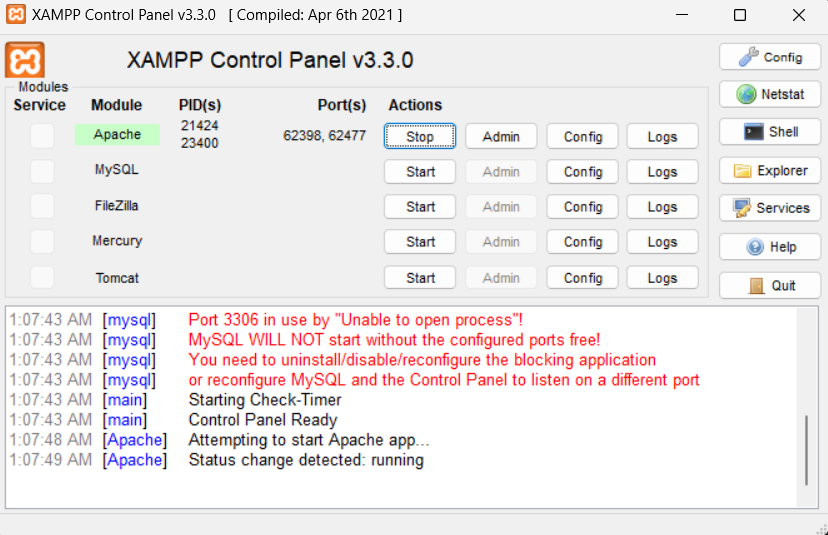 XAMPP Control Panel v3.3.0 [ Compiled: Apr 6th 2021 ]
XAMPP Control Panel v3.3.0
Config
Modules
Service Module PID(s) Port(s) Actions
Netstat
Apache 21424 23400 62398, 62477 Stop Admin Config Logs
Shell
MySQL Start Admin Config Logs
Explorer
FileZilla Start Admin Config Logs
Services
Mercury Start Admin Config Logs
Help
Tomcat Start Admin Config Logs
Quit
1:07:43 AM [mysql] Port 3306 in use by "Unable to open process"!
1:07:43 AM [mysql] MySQL WILL NOT start without the configured ports free!
1:07:43 AM [mysql] You need to uninstall/disable/reconfigure the blocking application
1:07:43 AM [mysql] or reconfigure MySQL and the Control Panel to listen on a different port
1:07:43 AM [main] Starting Check-Timer
1:07:43 AM [main] Control Panel Ready
1:07:48 AM [Apache] Attempting to start Apache app...
1:07:49 AM [Apache] Status change detected: running